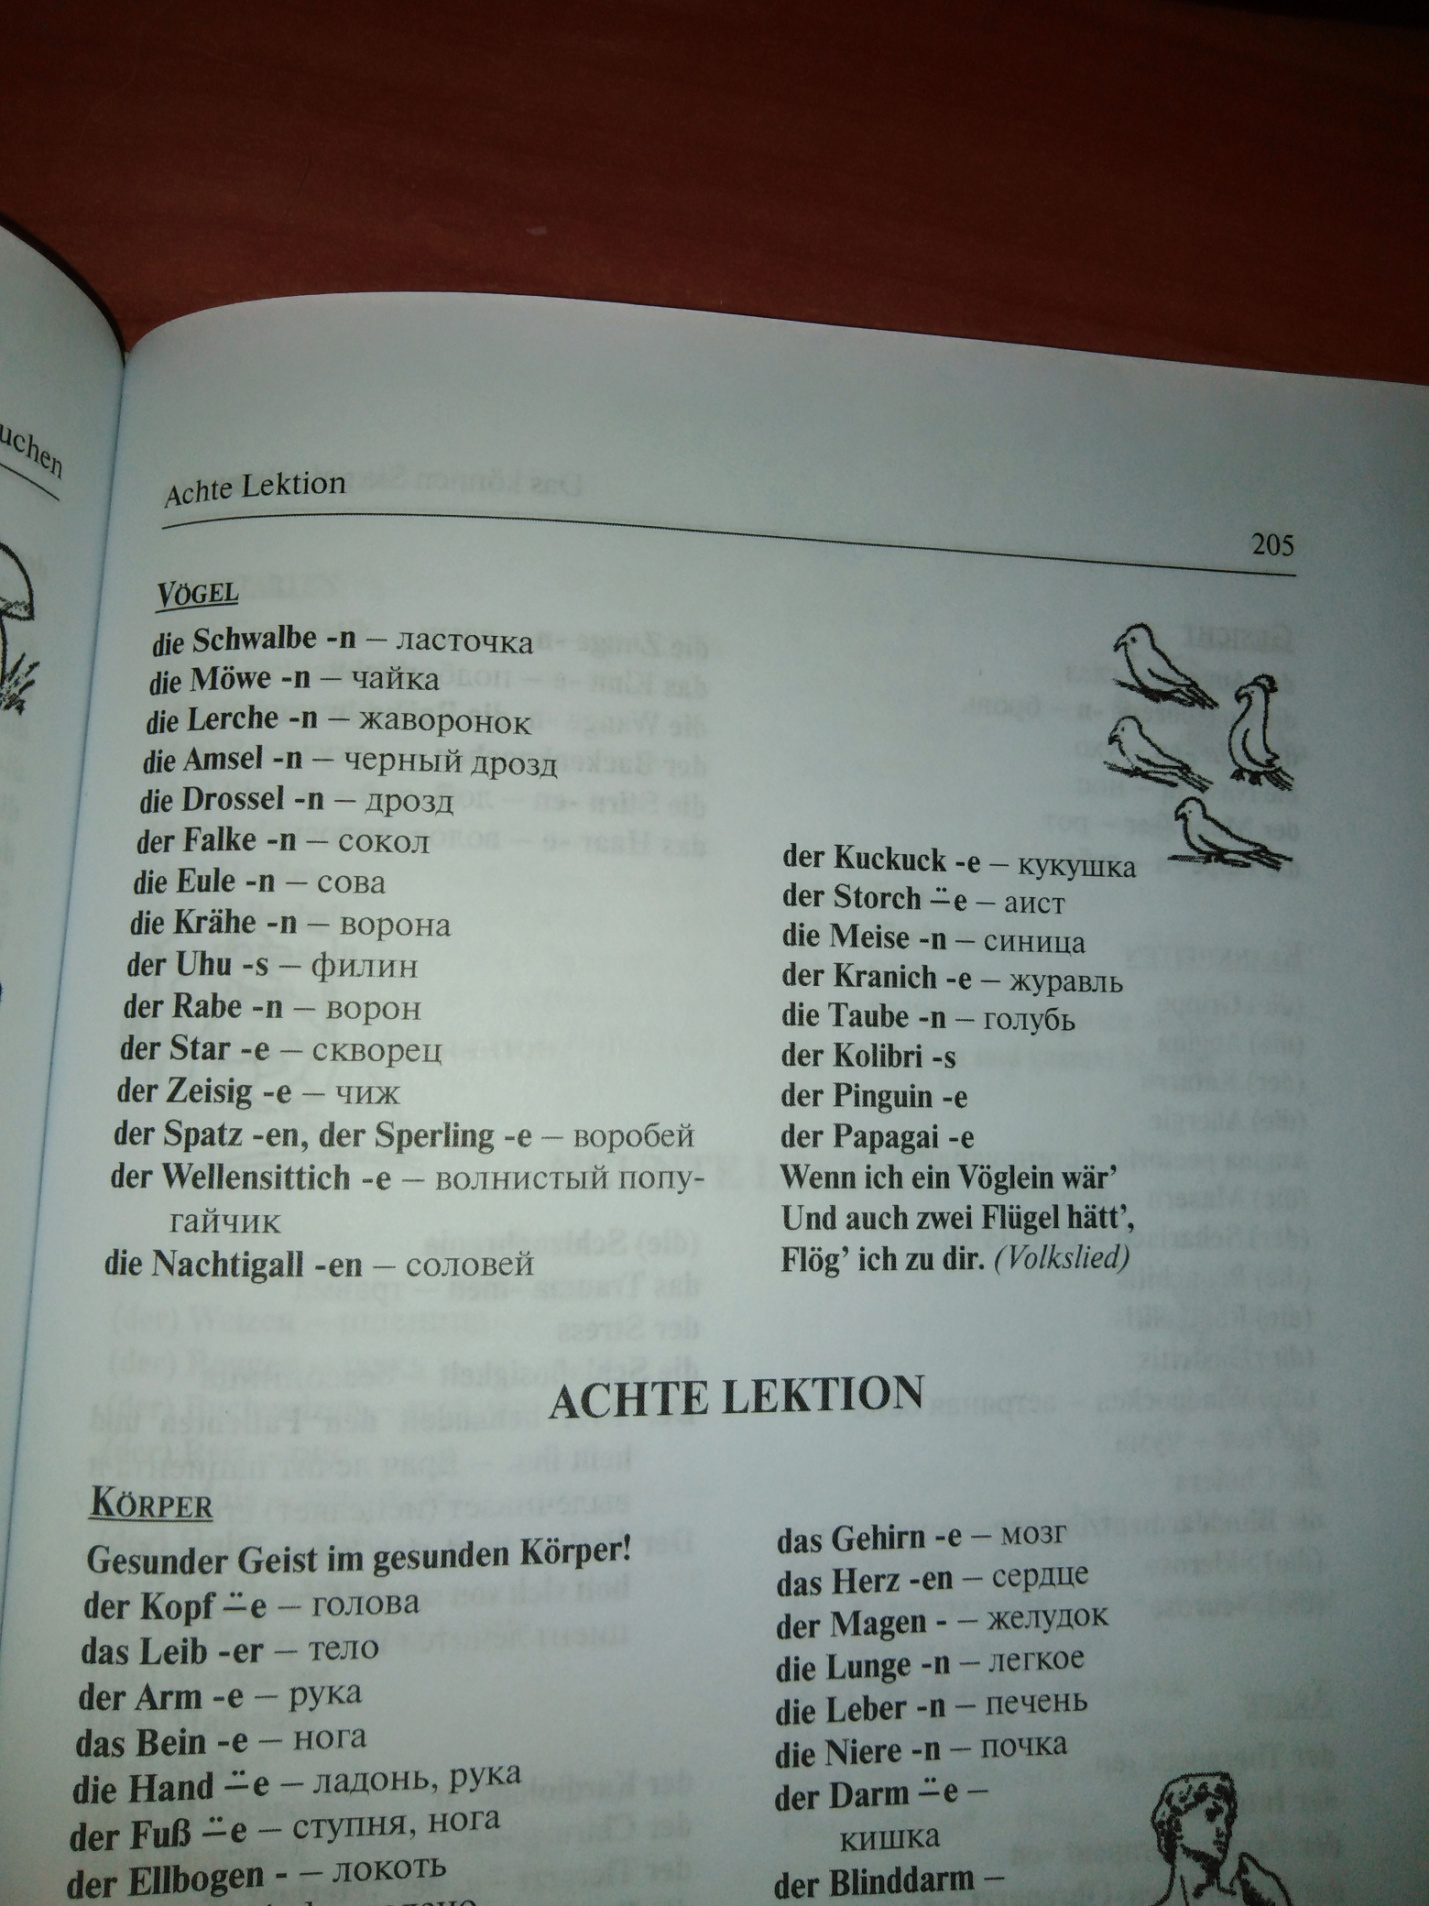 uchen
Achte Lektion
205
VÖGEL
die Schwalbe -n — ласточка
die Möwe -n — чайка
die Lerche -n — жаворонок
die Amsel -n — черный дрозд
die Drossel -n — дрозд
der Falke -n — сокол
die Eule -n — сова
die Krähe -n — ворона
der Uhu -s — филин
der Rabe -n — ворон
der Star -e — скворец
der Zeisig -e — чиж
der Spatz -en, der Sperling -e — воробей
der Wellensittich -e — волнистый попу-
гайчик
die Nachtigall -en — соловей
der Kuckuck -e — кукушка
der Storch ⸚e — аист
die Meise -n — синица
der Kranich -e — журавль
die Taube -n — голубь
der Kolibri -s
der Pinguin -e
der Papagai -e
Wenn ich ein Vöglein wär’
Und auch zwei Flügel hätt’,
Flög’ ich zu dir. (Volkslied)
ACHTE LEKTION
KÖRPER
Gesunder Geist im gesunden Körper!
der Kopf ⸚e — голова
das Leib -er — тело
der Arm -e — рука
das Bein -e — нога
die Hand ⸚e — ладонь, рука
der Fuß ⸚e — ступня, нога
der Ellbogen - — локоть
das Gehirn -e — мозг
das Herz -en — сердце
der Magen - — желудок
die Lunge -n — легкое
die Leber -n — печень
die Niere -n — почка
der Darm ⸚e —
кишка
der Blinddarm —